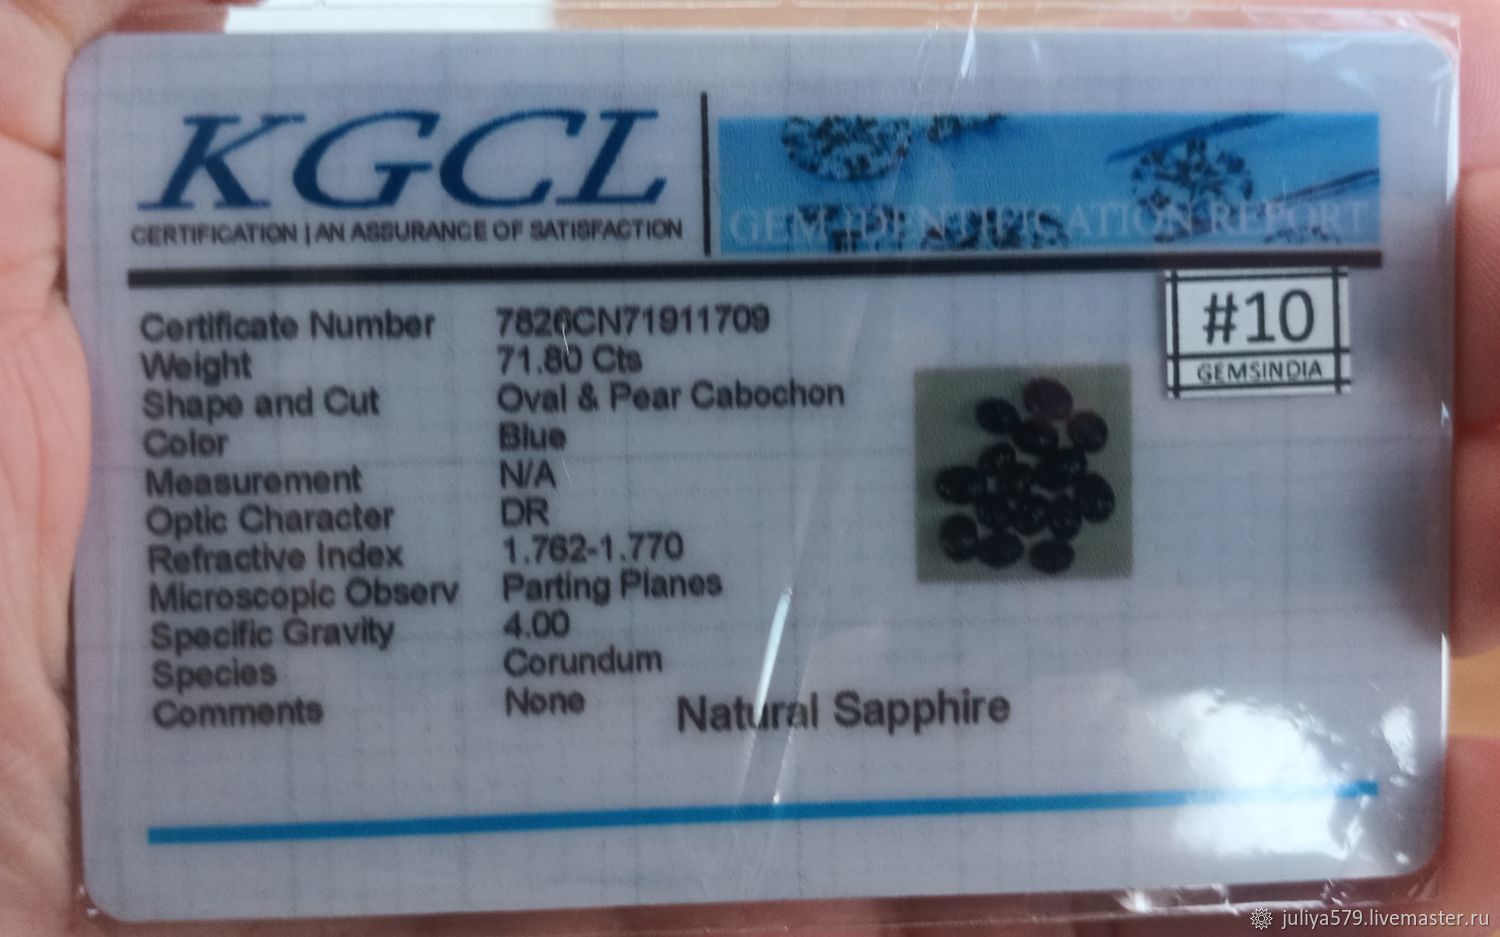 KGCL
CERTIFICATION | AN ASSURANCE OF SATISFACTION
GEM IDENTIFICATION REPORT
#10
GEMSINDIA
Certificate Number 7826CN71911709
Weight 71.80 Cts
Shape and Cut Oval & Pear Cabochon
Color Blue
Measurement N/A
Optic Character DR
Refractive Index 1.762-1.770
Microscopic Observ Parting Planes
Specific Gravity 4.00
Species Corundum
Comments None
Natural Sapphire
juliya579.livemaster.ru